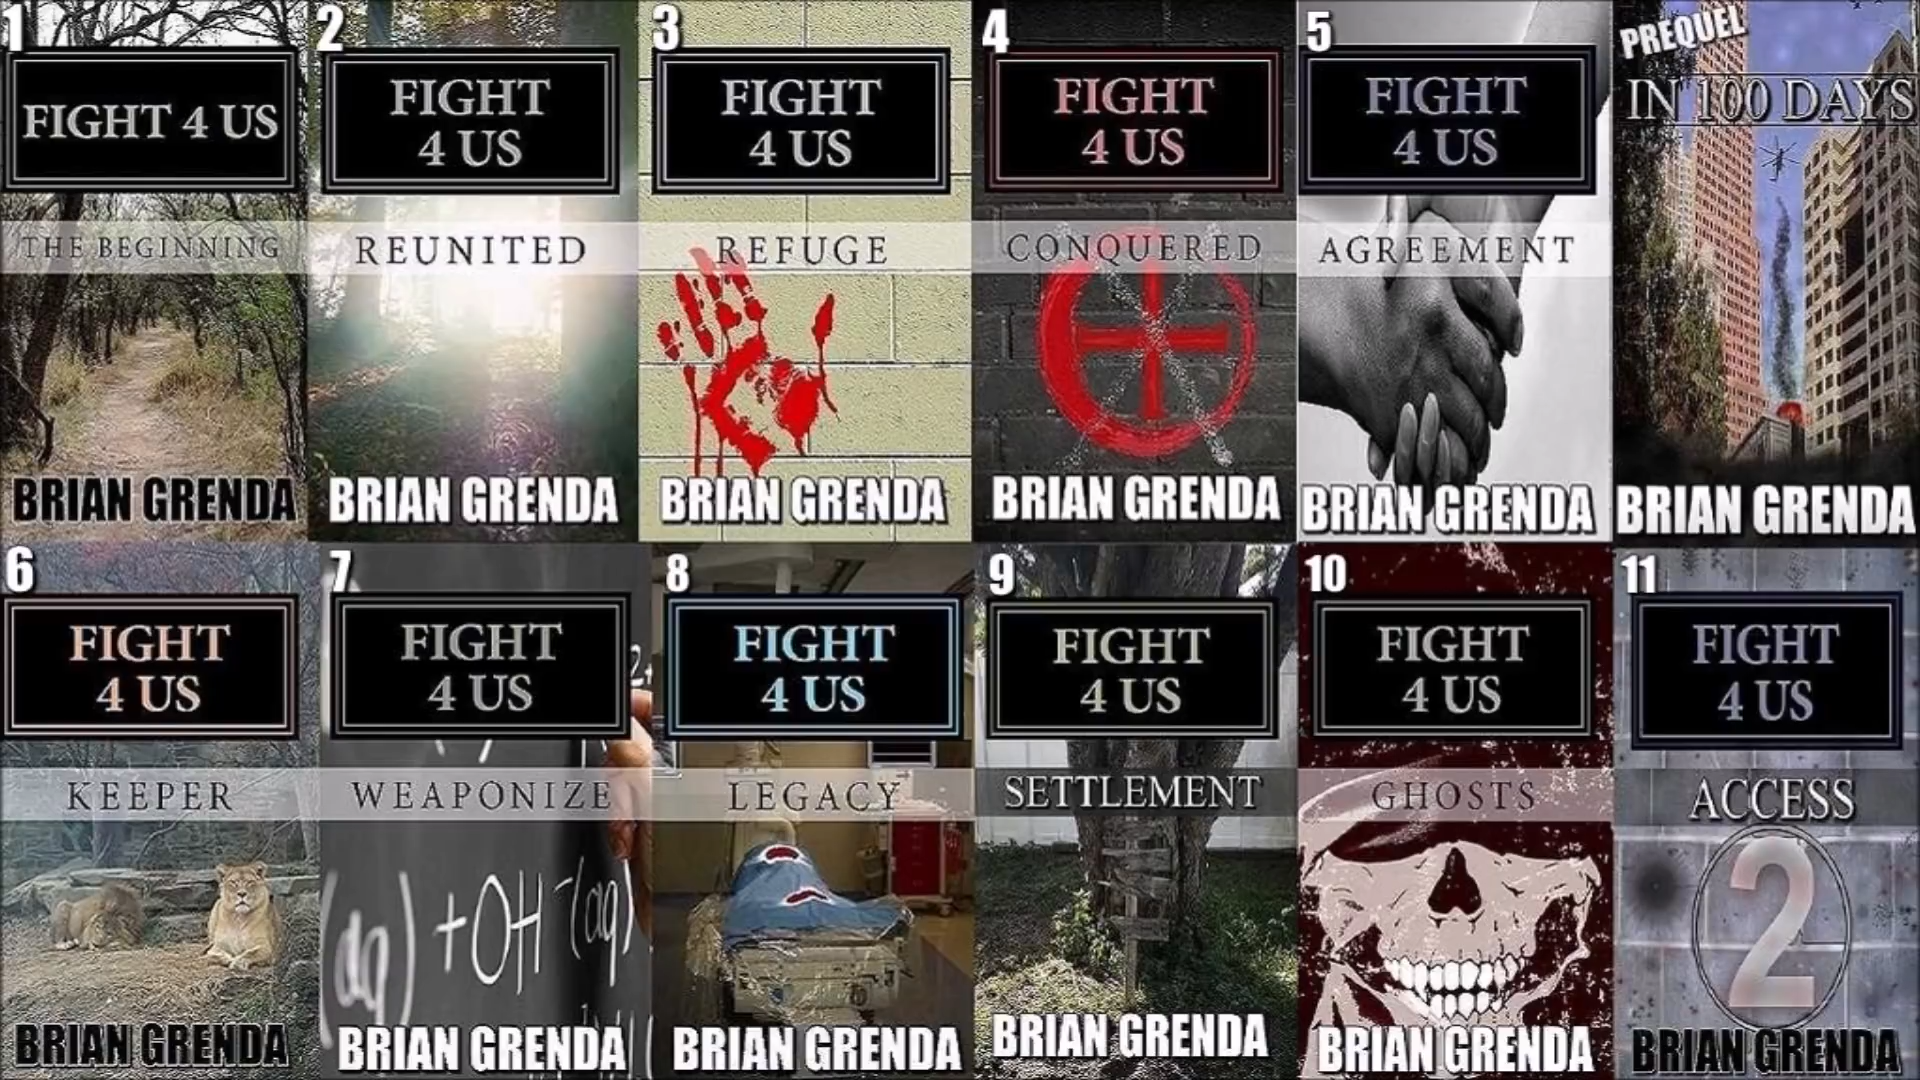 1
FIGHT 4 US
THE BEGINNING
BRIAN GRENDA
2
FIGHT
4 US
REUNITED
BRIAN GRENDA
3
FIGHT
4 US
REFUGE
BRIAN GRENDA
4
FIGHT
4 US
CONQUERED
BRIAN GRENDA
5
FIGHT
4 US
AGREEMENT
BRIAN GRENDA
PREQUEL
IN 100 DAYS
BRIAN GRENDA
6
FIGHT
4 US
KEEPER
BRIAN GRENDA
7
FIGHT
4 US
WEAPONIZE
(aq) + OH⁻ (aq)
BRIAN GRENDA
8
FIGHT
4 US
LEGACY
BRIAN GRENDA
9
FIGHT
4 US
SETTLEMENT
BRIAN GRENDA
10
FIGHT
4 US
GHOSTS
BRIAN GRENDA
11
FIGHT
4 US
ACCESS
2
BRIAN GRENDA